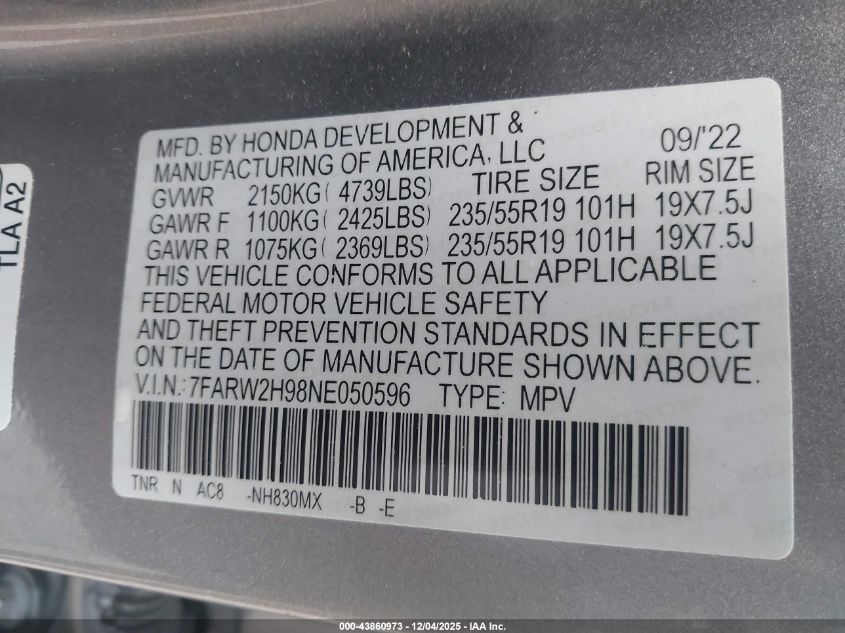 TLA A2
MFD. BY HONDA DEVELOPMENT &
MANUFACTURING OF AMERICA, LLC 09/'22
GVWR 2150KG( 4739LBS) TIRE SIZE RIM SIZE
GAWR F 1100KG( 2425LBS) 235/55R19 101H 19X7.5J
GAWR R 1075KG( 2369LBS) 235/55R19 101H 19X7.5J
THIS VEHICLE CONFORMS TO ALL APPLICABLE
FEDERAL MOTOR VEHICLE SAFETY
AND THEFT PREVENTION STANDARDS IN EFFECT
ON THE DATE OF MANUFACTURE SHOWN ABOVE.
V.I.N.: 7FARW2H98NE050596 TYPE: MPV
TNR N AC8 -NH830MX -B -E
000-43860973 - 12/04/2025 - IAA Inc.